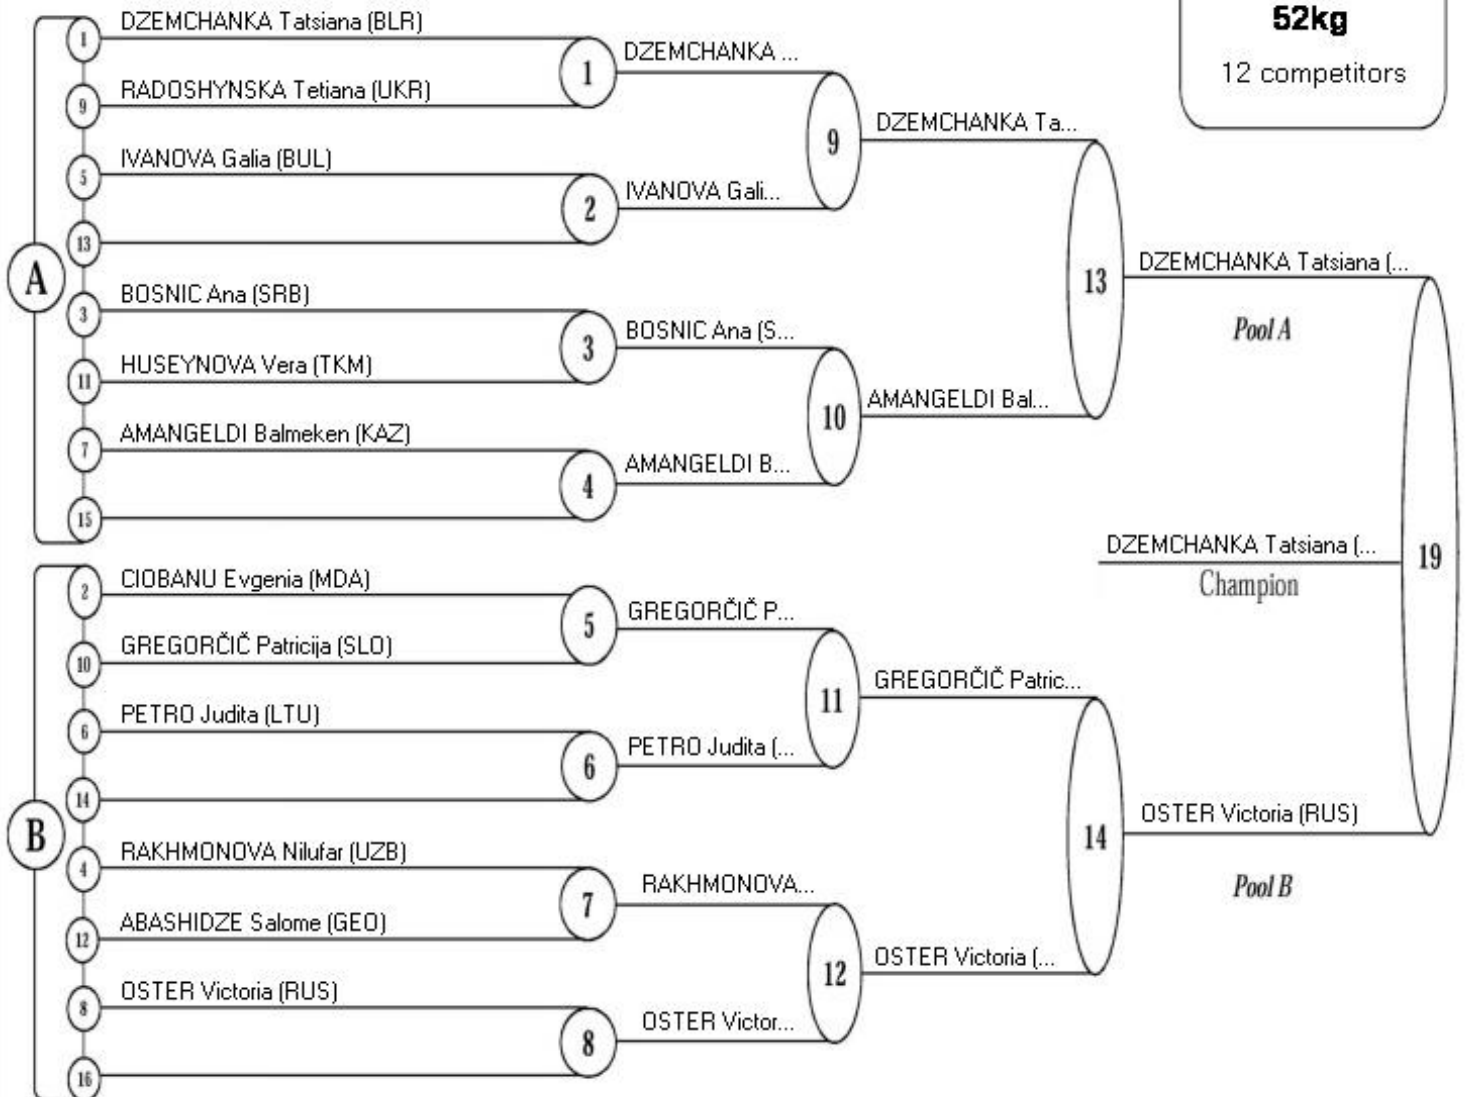 52kg
12 competitors
A
1
DZEMCHANKA Tatsiana (BLR)
9
RADOSHYNSKA Tetiana (UKR)
5
IVANOVA Galia (BUL)
13
3
BOSNIC Ana (SRB)
11
HUSEYNOVA Vera (TKM)
7
AMANGELDI Balmeken (KAZ)
15
B
2
CIOBANU Evgenia (MDA)
10
GREGORČIČ Patricija (SLO)
6
PETRO Judita (LTU)
14
4
RAKHMONOVA Nilufar (UZB)
12
ABASHIDZE Salome (GEO)
8
OSTER Victoria (RUS)
16
1
DZEMCHANKA ...
2
IVANOVA Gali...
3
BOSNIC Ana (S...
4
AMANGELDI B...
5
GREGORČIČ P...
6
PETRO Judita (...
7
RAKHMONOVA...
8
OSTER Victor...
9
DZEMCHANKA Ta...
10
AMANGELDI Bal...
11
GREGORČIČ Patric...
12
OSTER Victoria (...
13
DZEMCHANKA Tatsiana (...
Pool A
14
OSTER Victoria (RUS)
Pool B
19
DZEMCHANKA Tatsiana (...
Champion